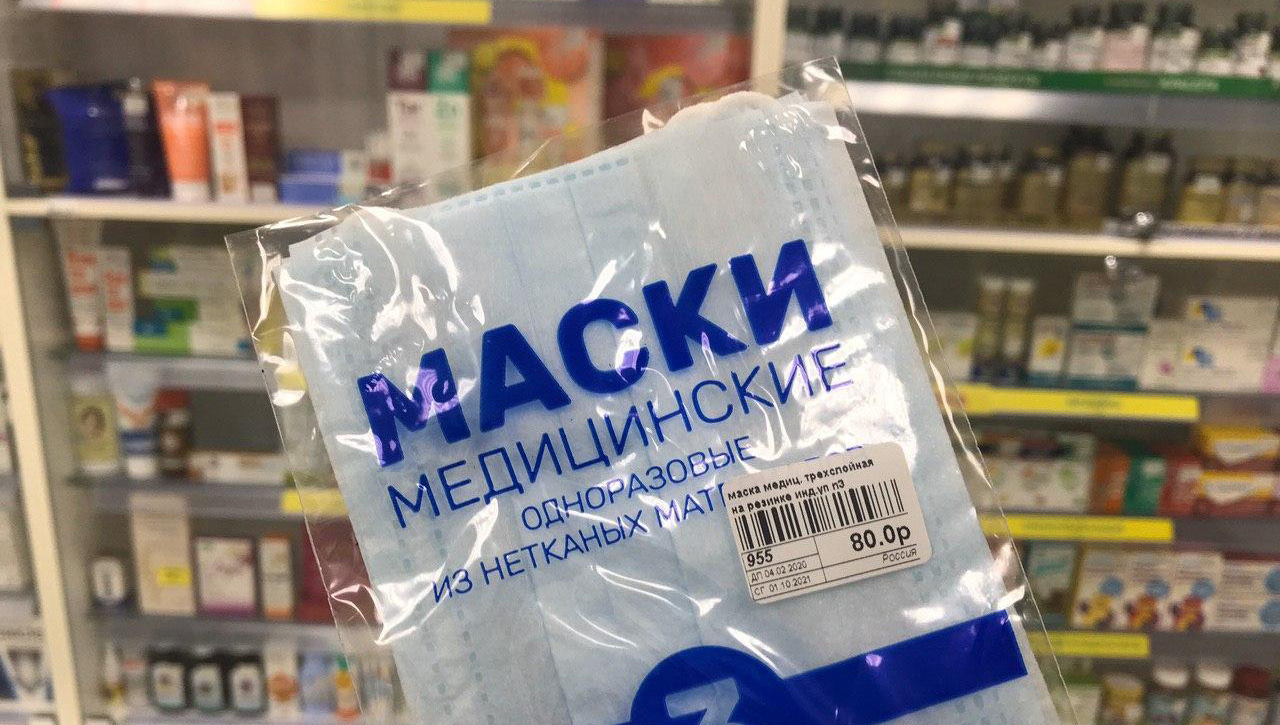 МАСКИ
МЕДИЦИНСКИЕ
ОДНОРАЗОВЫЕ
ИЗ НЕТКАНЫХ
маска медиц. трехслойная
на резинке инд.уп п3
955
80.0р
ДП 04.02.2020
СГ 01.10.2021
Россия
3